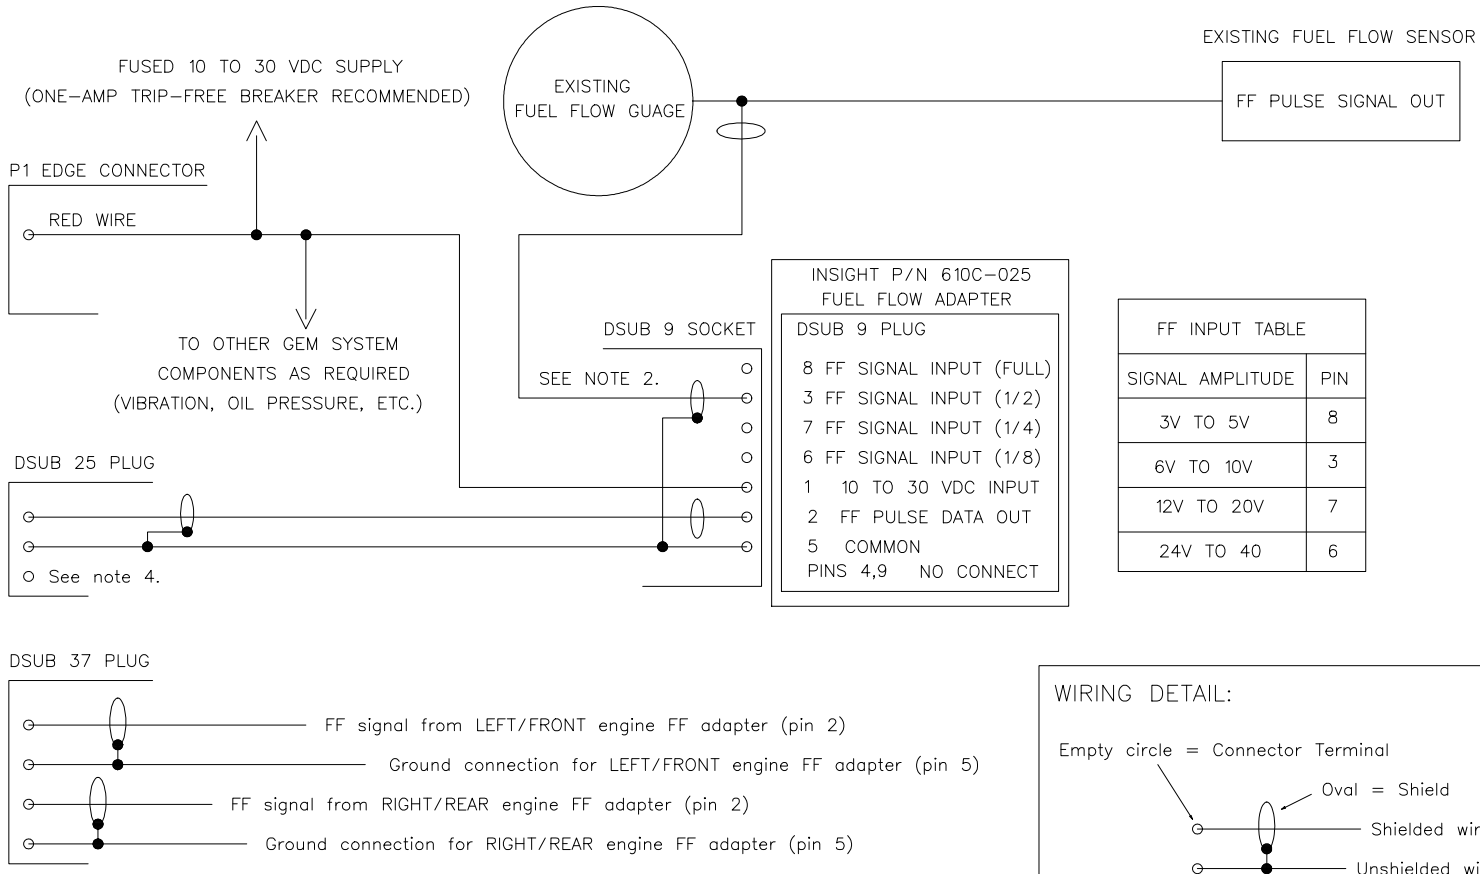 EXISTING FUEL FLOW SENSOR
FF PULSE SIGNAL OUT
FUSED 10 TO 30 VDC SUPPLY
(ONE-AMP TRIP-FREE BREAKER RECOMMENDED)
EXISTING
FUEL FLOW GUAGE
P1 EDGE CONNECTOR
RED WIRE
TO OTHER GEM SYSTEM
COMPONENTS AS REQUIRED
(VIBRATION, OIL PRESSURE, ETC.)
DSUB 9 SOCKET
SEE NOTE 2.
INSIGHT P/N 610C-025
FUEL FLOW ADAPTER
DSUB 9 PLUG
8 FF SIGNAL INPUT (FULL)
3 FF SIGNAL INPUT (1/2)
7 FF SIGNAL INPUT (1/4)
6 FF SIGNAL INPUT (1/8)
1 10 TO 30 VDC INPUT
2 FF PULSE DATA OUT
5 COMMON
PINS 4,9 NO CONNECT
FF INPUT TABLE
SIGNAL AMPLITUDE PIN
3V TO 5V 8
6V TO 10V 3
12V TO 20V 7
24V TO 40 6
DSUB 25 PLUG
See note 4.
DSUB 37 PLUG
FF signal from LEFT/FRONT engine FF adapter (pin 2)
Ground connection for LEFT/FRONT engine FF adapter (pin 5)
FF signal from RIGHT/REAR engine FF adapter (pin 2)
Ground connection for RIGHT/REAR engine FF adapter (pin 5)
WIRING DETAIL:
Empty circle = Connector Terminal
Oval = Shield
Shielded
Unshielded